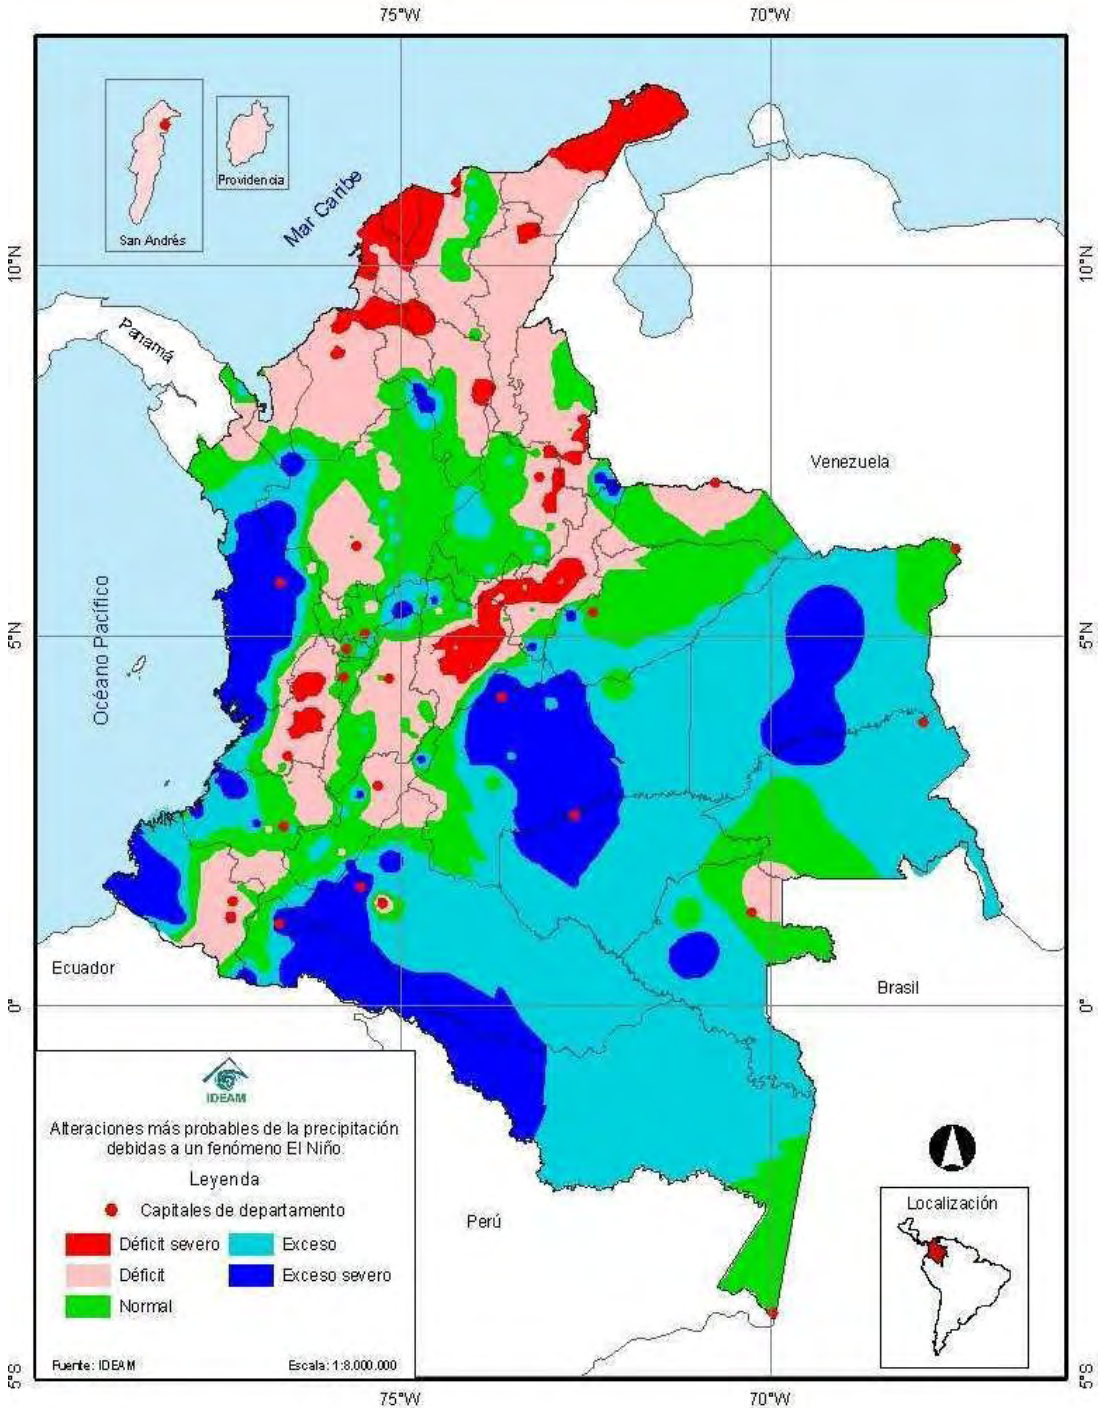 75°W
70°W
San Andrés
Providencia
Mar Caribe
10°N
10°N
Panamá
Venezuela
Océano Pacífico
5°N
5°N
Ecuador
Brasil
0°
0°
IDEAM
Alteraciones más probables de la precipitación
debidas a un fenómeno El Niño
Leyenda
Capitales de departamento
Déficit severo
Exceso
Déficit
Exceso severo
Normal
Fuente: IDEAM
Escala: 1:8.000.000
Perú
Localización
5°S
5°S
75°W
70°W